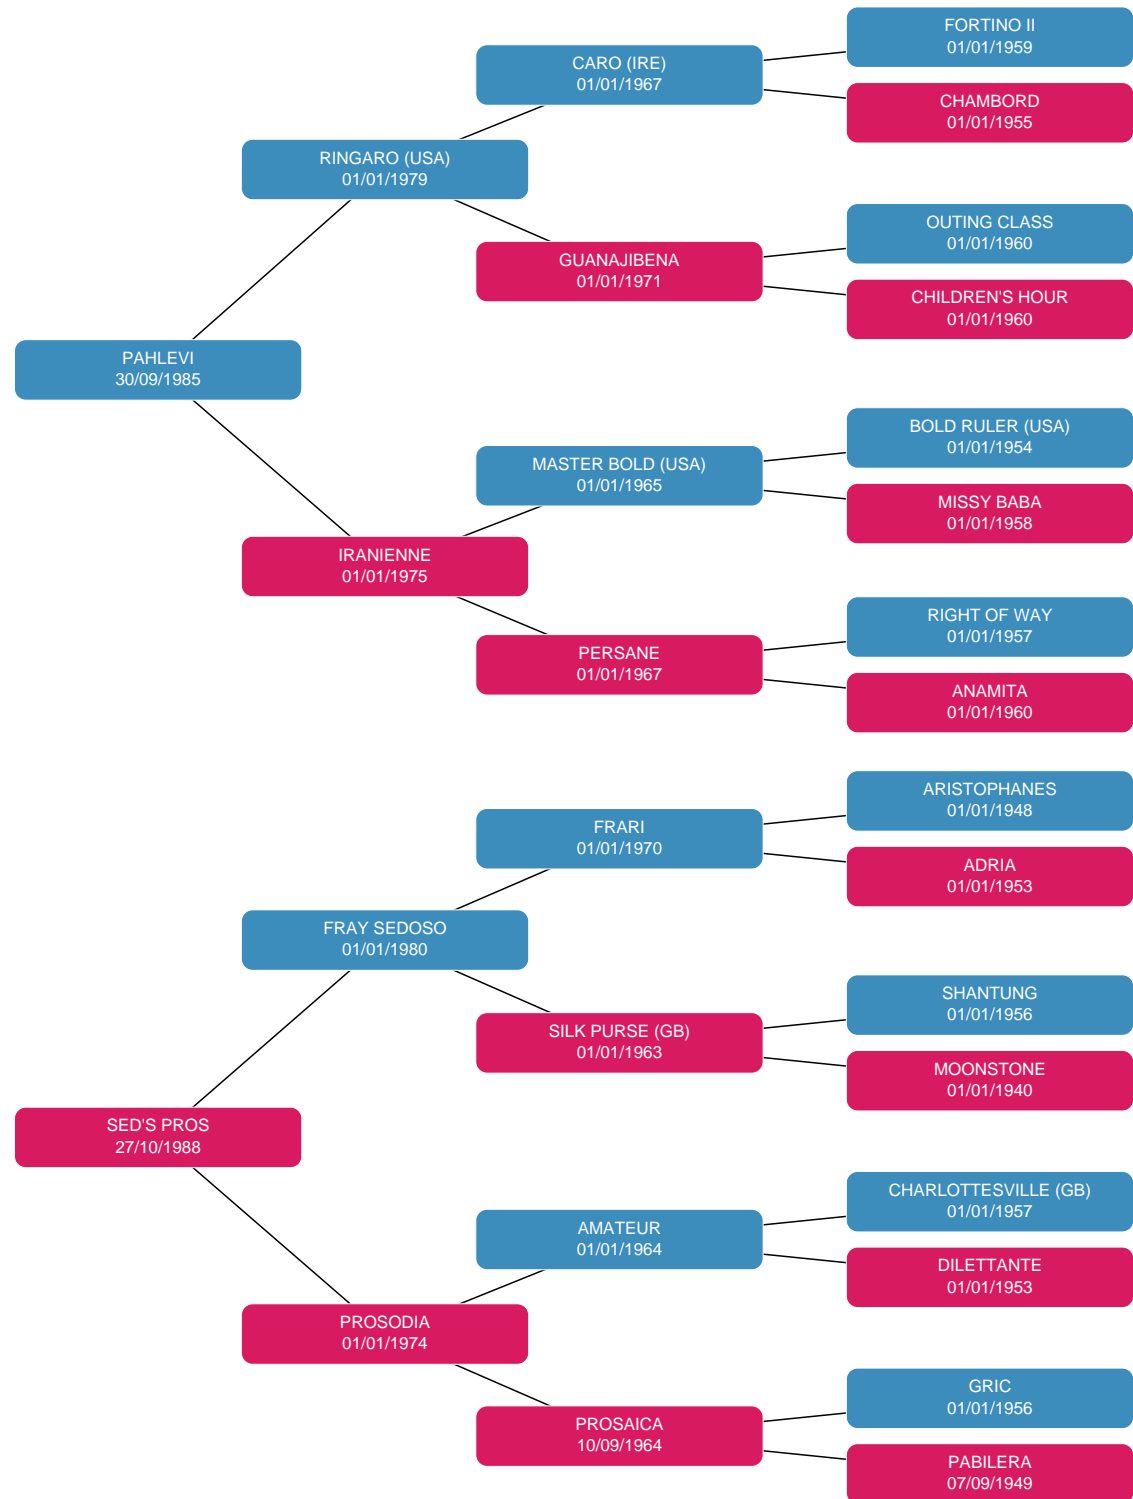 FORTINO II
01/01/1959
CARO (IRE)
01/01/1967
CHAMBORD
01/01/1955
RINGARO (USA)
01/01/1979
OUTING CLASS
01/01/1960
GUANAJIBENA
01/01/1971
CHILDREN'S HOUR
01/01/1960
PAHLEVI
30/09/1985
BOLD RULER (USA)
01/01/1954
MASTER BOLD (USA)
01/01/1965
MISSY BABA
01/01/1958
IRANIENNE
01/01/1975
RIGHT OF WAY
01/01/1957
PERSANE
01/01/1967
ANAMITA
01/01/1960
ARISTOPHANES
01/01/1948
FRARI
01/01/1970
ADRIA
01/01/1953
FRAY SEDOSO
01/01/1980
SHANTUNG
01/01/1956
SILK PURSE (GB)
01/01/1963
MOONSTONE
01/01/1940
SED'S PROS
27/10/1988
CHARLOTTESVILLE (GB)
01/01/1957
AMATEUR
01/01/1964
DILETTANTE
01/01/1953
PROSODIA
01/01/1974
GRIC
01/01/1956
PROSAICA
10/09/1964
PABILERA
07/09/1949